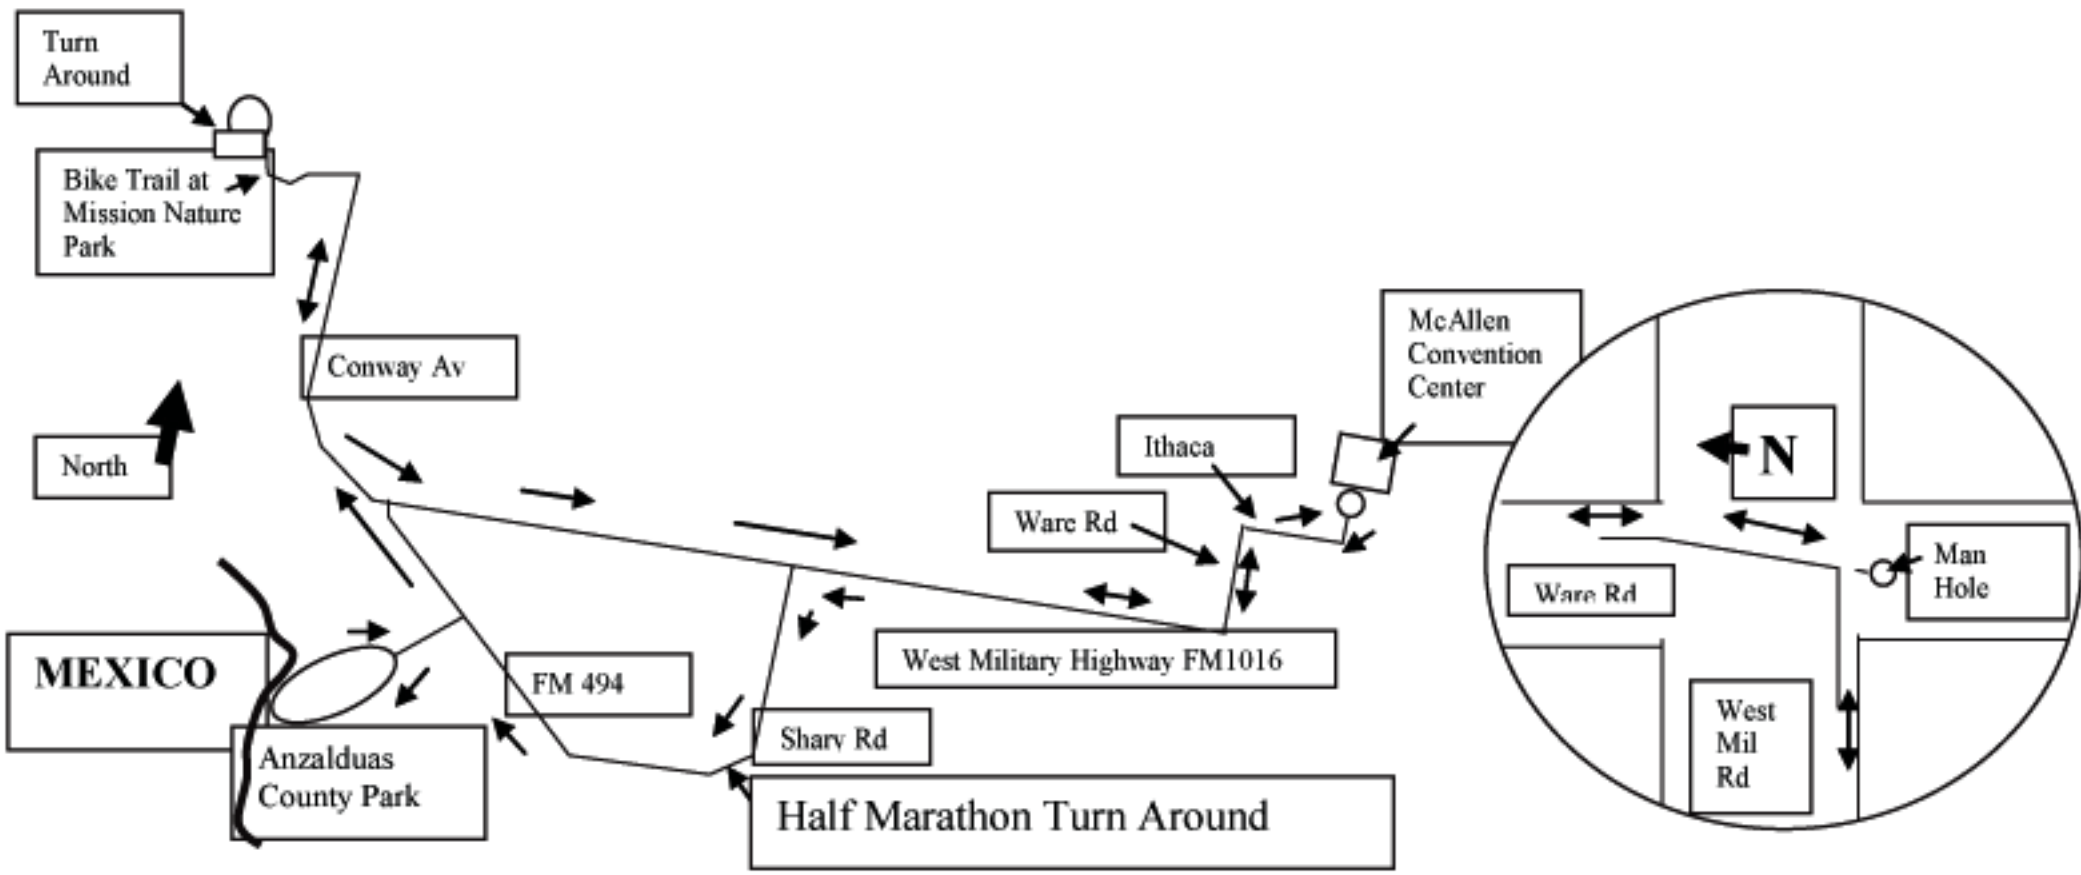 Turn
Around
Bike Trail at
Mission Nature
Park
Conway Av
North
MEXICO
Anzalduas
County Park
FM 494
Shary Rd
Half Marathon Turn Around
West Military Highway FM1016
Ware Rd
Ithaca
McAllen
Convention
Center
N
Man
Hole
Ware Rd
West
Mil
Rd